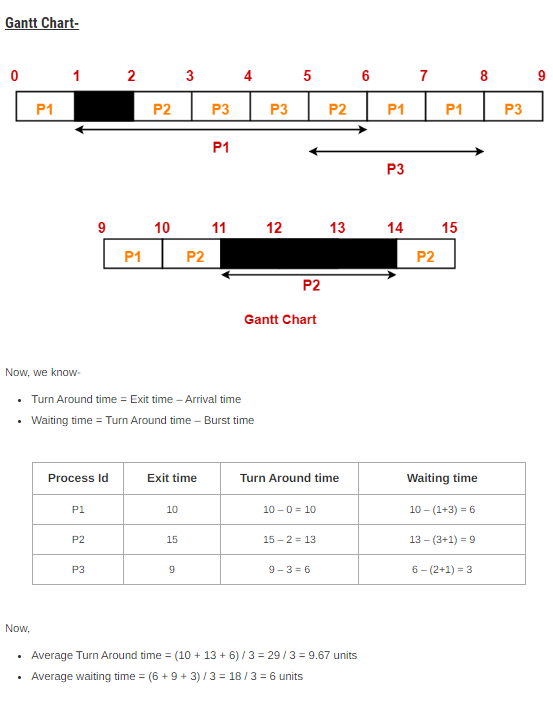 Gantt Chart-
0 1 2 3 4 5 6 7 8 9
P1 P2 P3 P3 P2 P1 P1 P3
P1
P3
9 10 11 12 13 14 15
P1 P2 P2
P2
Gantt Chart
Now, we know-
• Turn Around time = Exit time – Arrival time
• Waiting time = Turn Around time – Burst time
Process Id Exit time Turn Around time Waiting time
P1 10 10 – 0 = 10 10 – (1+3) = 6
P2 15 15 – 2 = 13 13 – (3+1) = 9
P3 9 9 – 3 = 6 6 – (2+1) = 3
Now,
• Average Turn Around time = (10 + 13 + 6) / 3 = 29 / 3 = 9.67 units
• Average waiting time = (6 + 9 + 3) / 3 = 18 / 3 = 6 units